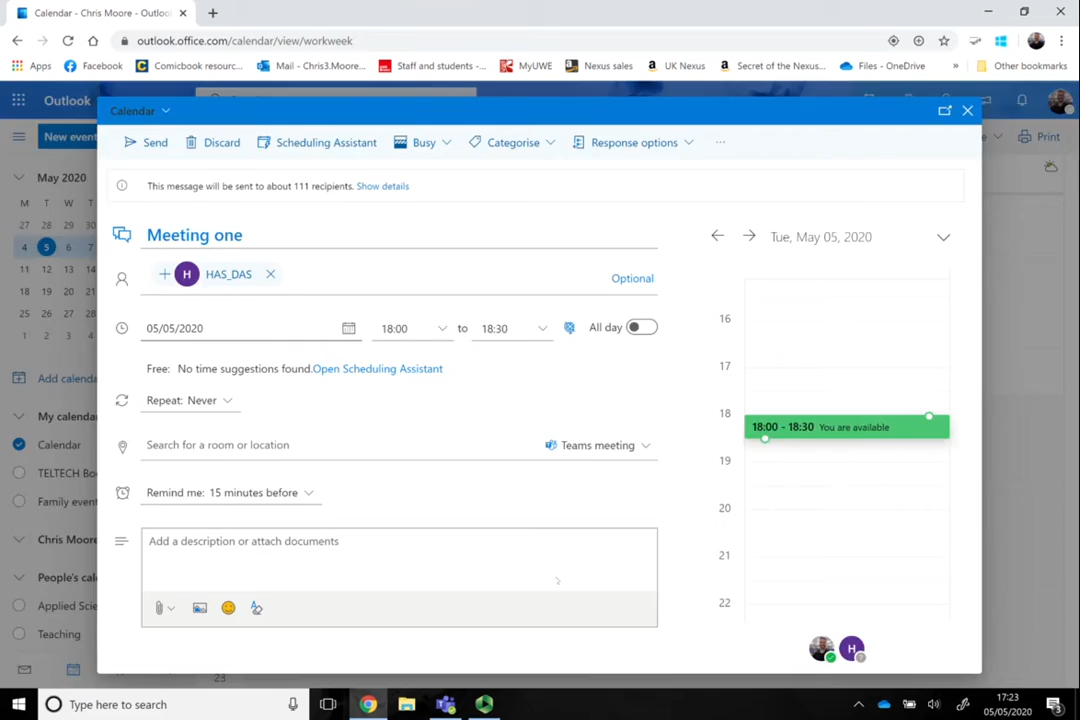 Calendar - Chris Moore - Outloo
outlook.office.com/calendar/view/workweek
Apps Facebook Comicbook resourc... Mail - Chris3.Moore... Staff and students -... MyUWE Nexus sales UK Nexus Secret of the Nexus... Files - OneDrive » Other bookmarks
Outlook
Calendar
New event
Print
Send Discard Scheduling Assistant Busy Categorise Response options ...
This message will be sent to about 111 recipients. Show details
May 2020
M T W T
27 28 29 30
4 5 6 7
11 12 13 14
18 19 20 21
25 26 27 28
1 2 3 4
Add calenda
My calenda
Calendar
TELTECH Bo
Family event
Chris Moore
People's cal
Applied Scie
Teaching
Meeting one
H HAS_DAS
Optional
05/05/2020 18:00 to 18:30 All day
Free: No time suggestions found.Open Scheduling Assistant
Repeat: Never
Search for a room or location Teams meeting
Remind me: 15 minutes before
Add a description or attach documents
Tue, May 05, 2020
16
17
18
18:00 - 18:30 You are available
19
20
21
22
H
23
Type here to search
17:23
05/05/2020
3